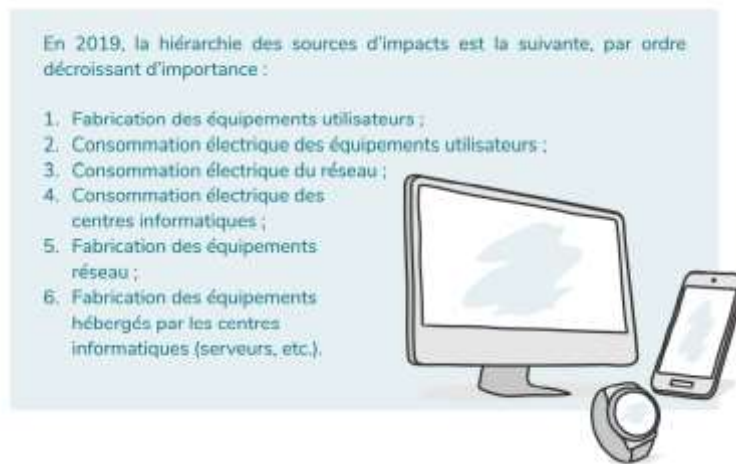 En 2019, la hiérarchie des sources d'impacts est la suivante, par ordre
décroissant d'importance :
1. Fabrication des équipements utilisateurs ;
2. Consommation électrique des équipements utilisateurs ;
3. Consommation électrique du réseau ;
4. Consommation électrique des
centres informatiques ;
5. Fabrication des équipements
réseau ;
6. Fabrication des équipements
hébergés par les centres
informatiques (serveurs, etc.).